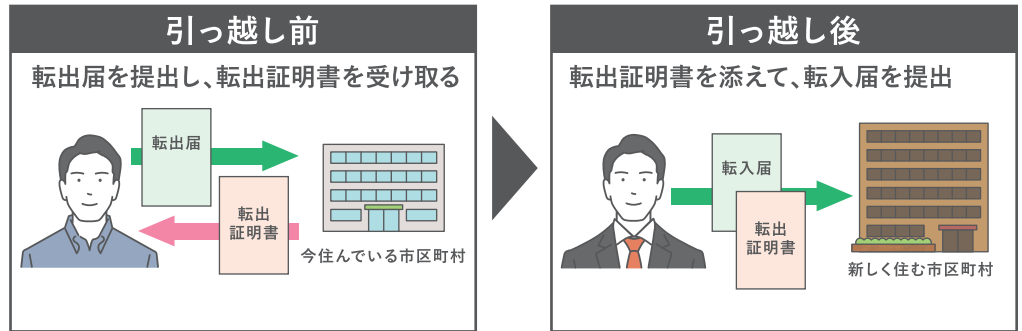 引っ越し前
転出届を提出し、転出証明書を受け取る
転出届
転出
証明書
今住んでいる市区町村
引っ越し後
転出証明書を添えて、転入届を提出
転入届
転出
証明書
新しく住む市区町村